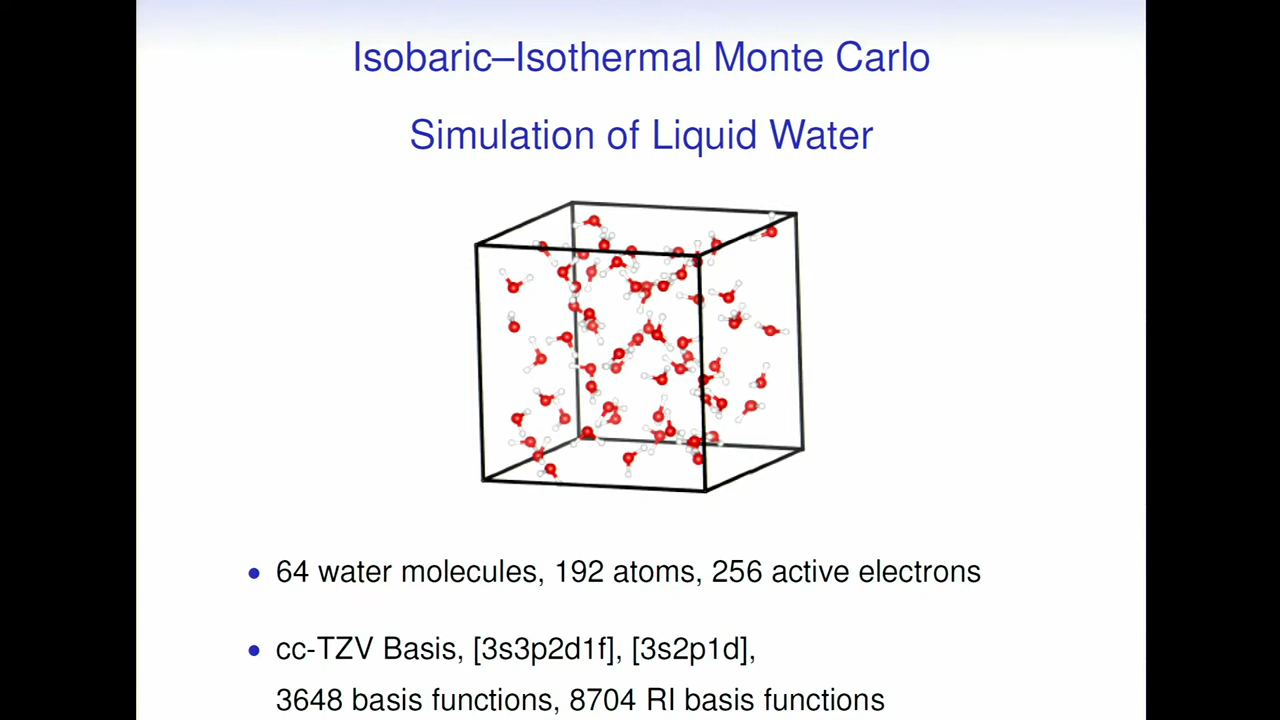 Isobaric–Isothermal Monte Carlo
Simulation of Liquid Water
• 64 water molecules, 192 atoms, 256 active electrons
• cc-TZV Basis, [3s3p2d1f], [3s2p1d],
3648 basis functions, 8704 RI basis functions